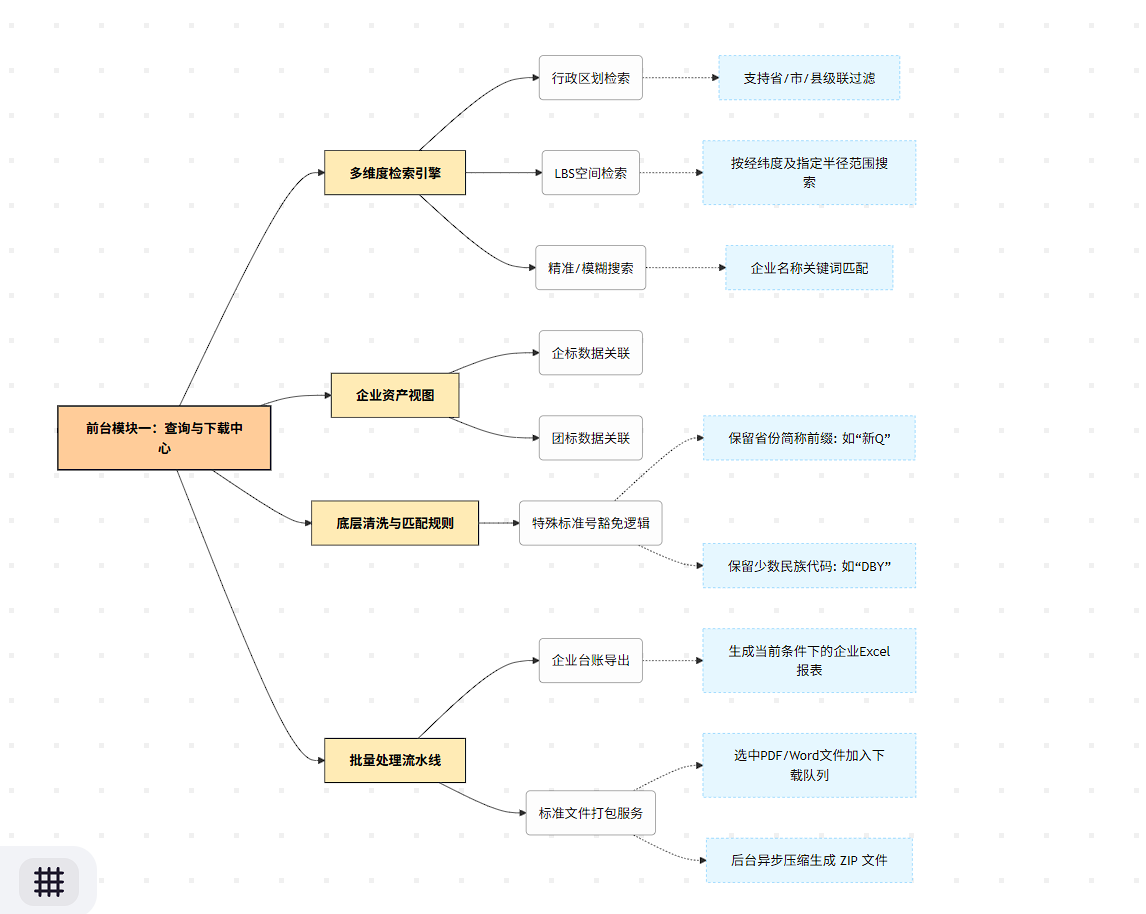 前台模块一：查询与下载中
心
多维度检索引擎
行政区划检索
支持省/市/县级联过滤
LBS空间检索
按经纬度及指定半径范围搜
索
精准/模糊搜索
企业名称关键词匹配
企业资产视图
企标数据关联
团标数据关联
底层清洗与匹配规则
特殊标准号豁免逻辑
保留省份简称前缀: 如“新Q”
保留少数民族代码: 如“DBY”
批量处理流水线
企业台账导出
生成当前条件下的企业Excel
报表
标准文件打包服务
选中PDF/Word文件加入下
载队列
后台异步压缩生成 ZIP 文件